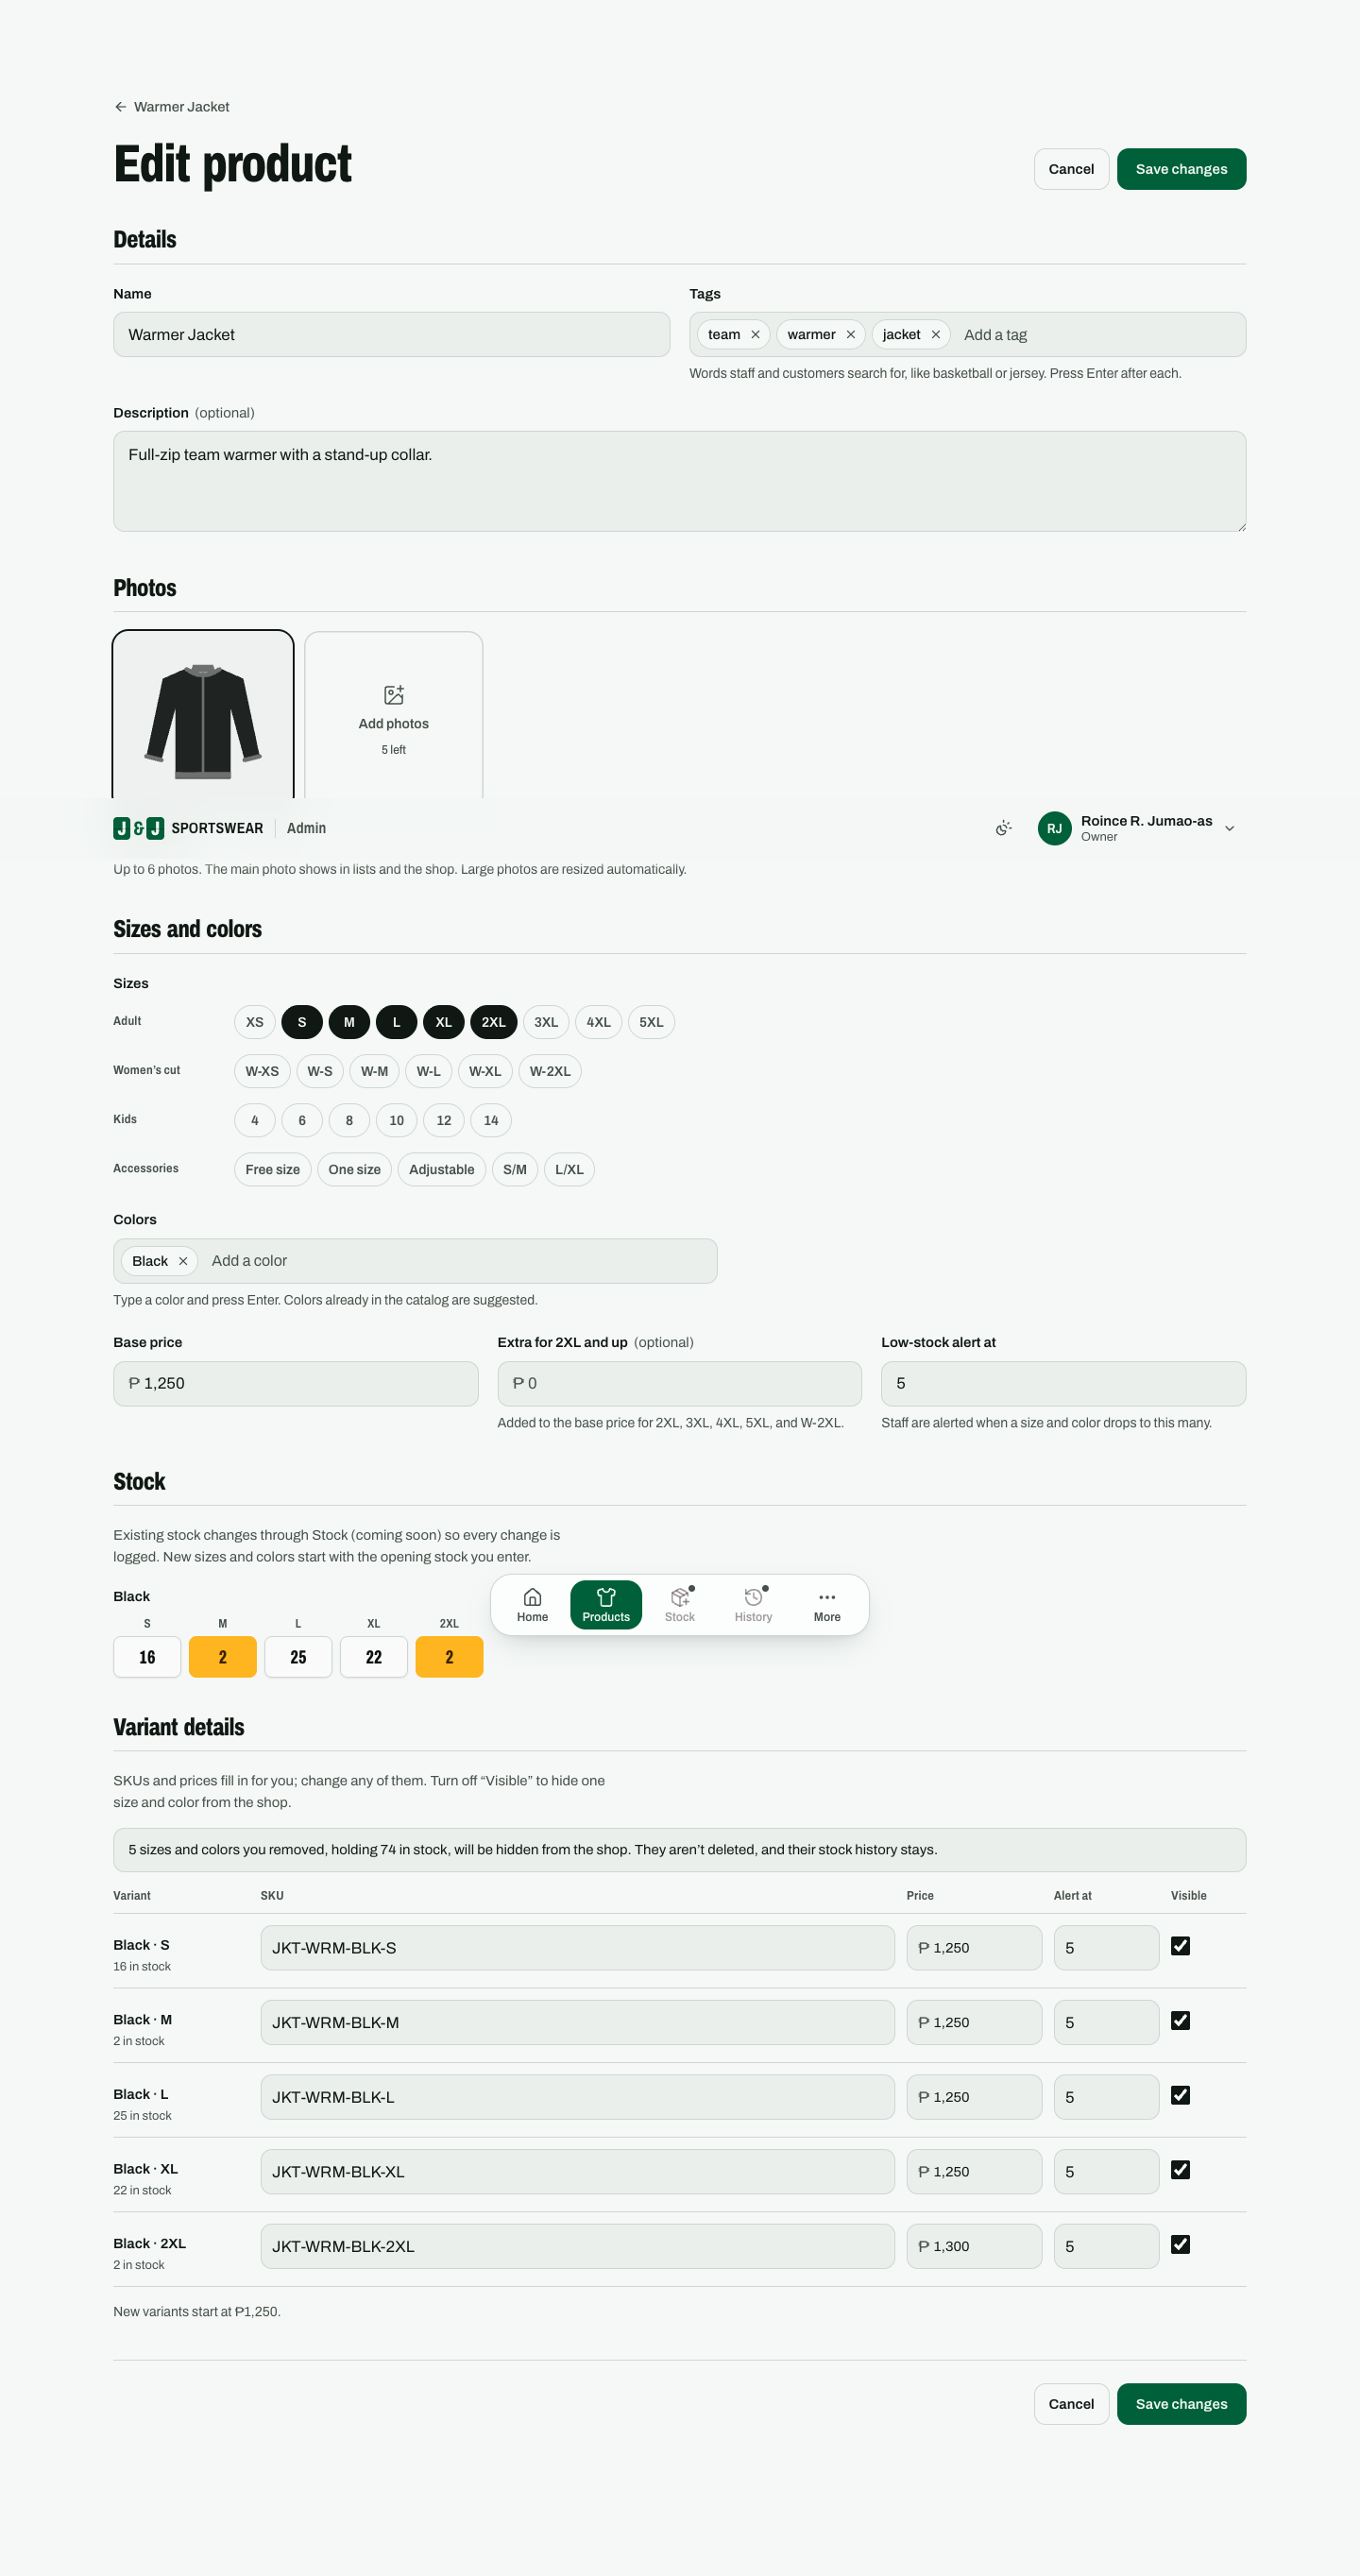 Warmer Jacket
Edit product
Cancel
Save changes
Details
Name
Tags
Warmer Jacket
team
warmer
jacket
Add a tag
Words staff and customers search for, like basketball or jersey. Press Enter after each.
Description (optional)
Full-zip team warmer with a stand-up collar.
Photos
Add photos
5 left
J & J SPORTSWEAR
Admin
RJ
Roince R. Jumao-as
Owner
Up to 6 photos. The main photo shows in lists and the shop. Large photos are resized automatically.
Sizes and colors
Sizes
Adult
XS
S
M
L
XL
2XL
3XL
4XL
5XL
Women’s cut
W-XS
W-S
W-M
W-L
W-XL
W-2XL
Kids
4
6
8
10
12
14
Accessories
Free size
One size
Adjustable
S/M
L/XL
Colors
Black
Add a color
Type a color and press Enter. Colors already in the catalog are suggested.
Base price
Extra for 2XL and up (optional)
Low-stock alert at
₱ 1,250
₱ 0
5
Added to the base price for 2XL, 3XL, 4XL, 5XL, and W-2XL.
Staff are alerted when a size and color drops to this many.
Stock
Existing stock changes through Stock (coming soon) so every change is
logged. New sizes and colors start with the opening stock you enter.
Black
S
M
L
XL
2XL
16
2
25
22
2
Home
Products
Stock
History
More
Variant details
SKUs and prices fill in for you; change any of them. Turn off “Visible” to hide one
size and color from the shop.
5 sizes and colors you removed, holding 74 in stock, will be hidden from the shop. They aren’t deleted, and their stock history stays.
Variant
SKU
Price
Alert at
Visible
Black · S
16 in stock
JKT-WRM-BLK-S
₱ 1,250
5
Black · M
2 in stock
JKT-WRM-BLK-M
₱ 1,250
5
Black · L
25 in stock
JKT-WRM-BLK-L
₱ 1,250
5
Black · XL
22 in stock
JKT-WRM-BLK-XL
₱ 1,250
5
Black · 2XL
2 in stock
JKT-WRM-BLK-2XL
₱ 1,300
5
New variants start at ₱1,250.
Cancel
Save changes